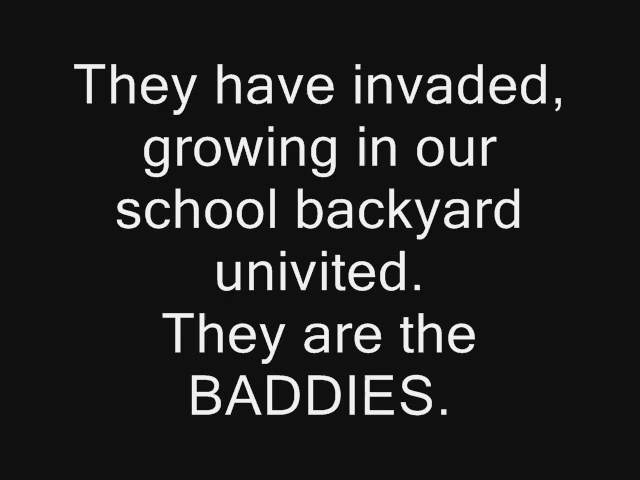 They have invaded,
growing in our
school backyard
univited.
They are the
BADDIES.